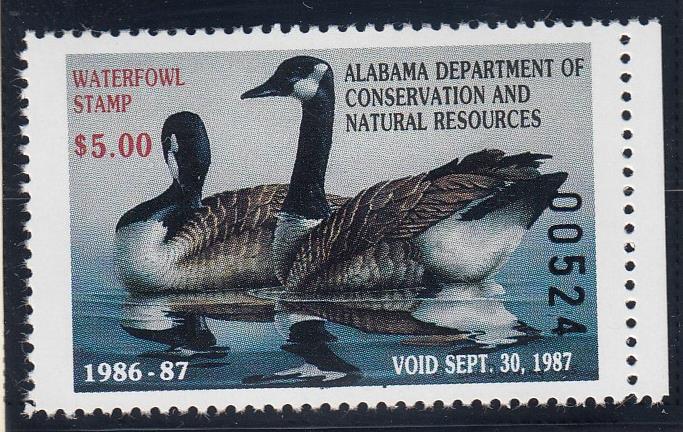 WATERFOWL
STAMP
$5.00
ALABAMA DEPARTMENT OF
CONSERVATION AND
NATURAL RESOURCES
00524
1986-87
VOID SEPT. 30, 1987